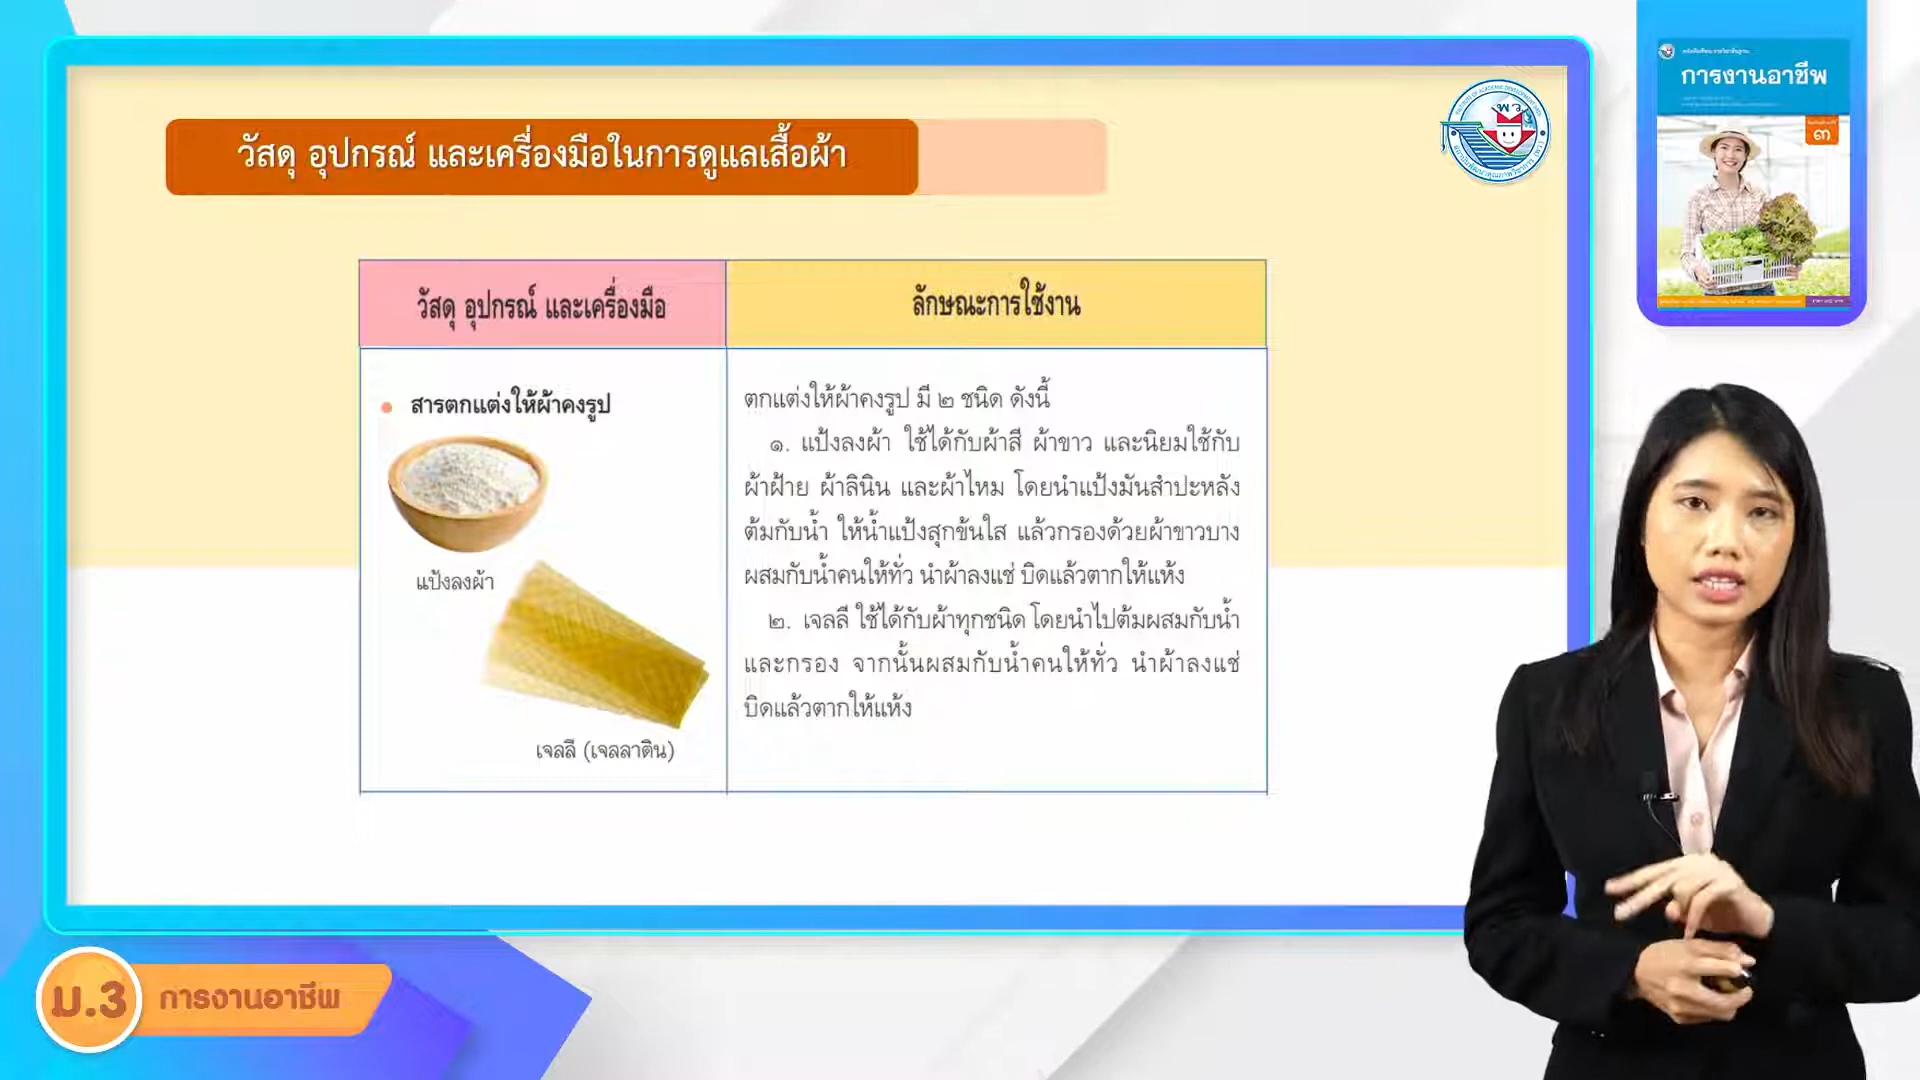 วัสดุ อุปกรณ์ และเครื่องมือในการดูแลเสื้อผ้า
วัสดุ อุปกรณ์ และเครื่องมือ
ลักษณะการใช้งาน
สารตกแต่งให้ผ้าคงรูป
แป้งลงผ้า
เจลลี (เจลลาติน)
ตกแต่งให้ผ้าคงรูป มี ๒ ชนิด ดังนี้
๑. แป้งลงผ้า ใช้ได้กับผ้าสี ผ้าขาว และนิยมใช้กับ
ผ้าฝ้าย ผ้าลินิน และผ้าไหม โดยนำแป้งมันสำปะหลัง
ต้มกับน้ำ ให้น้ำแป้งสุกข้นใส แล้วกรองด้วยผ้าขาวบาง
ผสมกับน้ำคนให้ทั่ว นำผ้าลงแช่ บิดแล้วตากให้แห้ง
๒. เจลลี ใช้ได้กับผ้าทุกชนิด โดยนำไปต้มผสมกับน้ำ
และกรอง จากนั้นผสมกับน้ำคนให้ทั่ว นำผ้าลงแช่
บิดแล้วตากให้แห้ง
พว
การงานอาชีพ
๓
ม.3 การงานอาชีพ